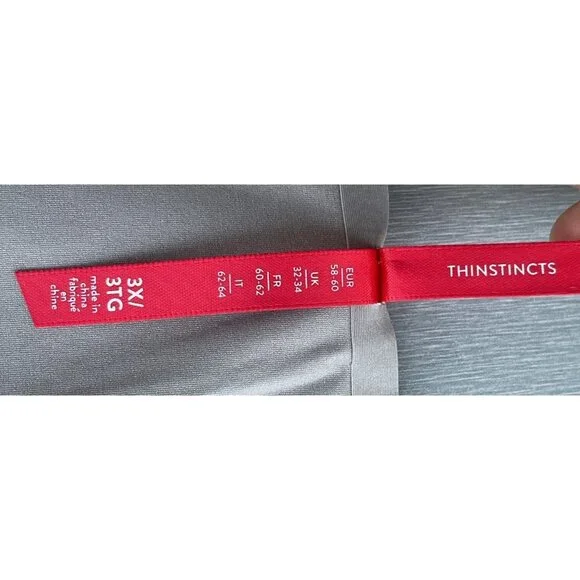 THINSTINCTS
EUR
58-60
UK
32-34
FR
60-62
IT
62-64
3X/
3TG
made in
china
fabriqué
en
chine